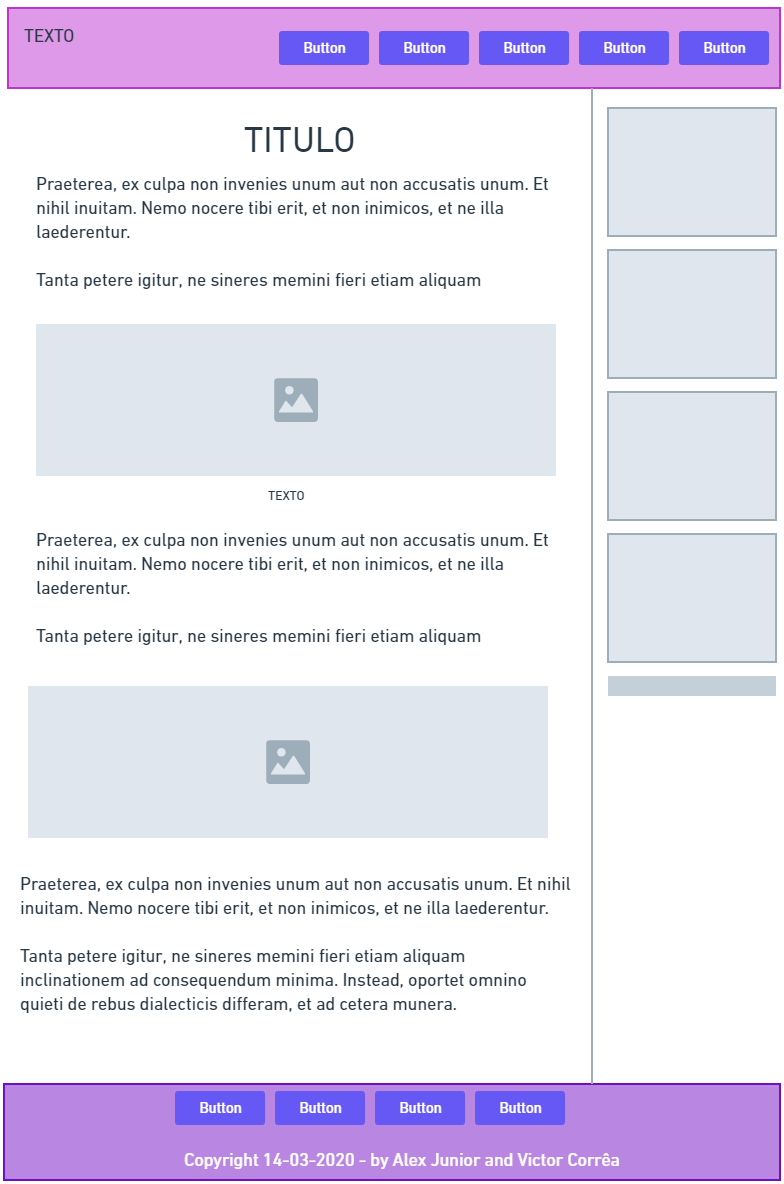 TEXTO
Button Button Button Button Button
TITULO
Praeterea, ex culpa non invenies unum aut non accusatis unum. Et
nihil inuitam. Nemo nocere tibi erit, et non inimicos, et ne illa
laederentur.
Tanta petere igitur, ne sineres memini fieri etiam aliquam
TEXTO
Praeterea, ex culpa non invenies unum aut non accusatis unum. Et
nihil inuitam. Nemo nocere tibi erit, et non inimicos, et ne illa
laederentur.
Tanta petere igitur, ne sineres memini fieri etiam aliquam
Praeterea, ex culpa non invenies unum aut non accusatis unum. Et nihil
inuitam. Nemo nocere tibi erit, et non inimicos, et ne illa laederentur.
Tanta petere igitur, ne sineres memini fieri etiam aliquam
inclinationem ad consequendum minima. Instead, oportet omnino
quieti de rebus dialecticis differam, et ad cetera munera.
Button Button Button Button
Copyright 14-03-2020 - by Alex Junior and Victor Corrêa